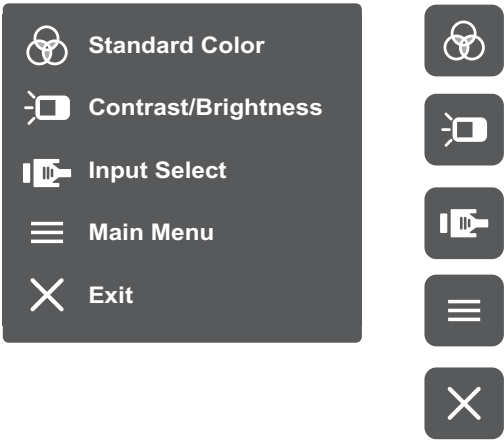 Standard Color
Contrast/Brightness
Input Select
Main Menu
Exit